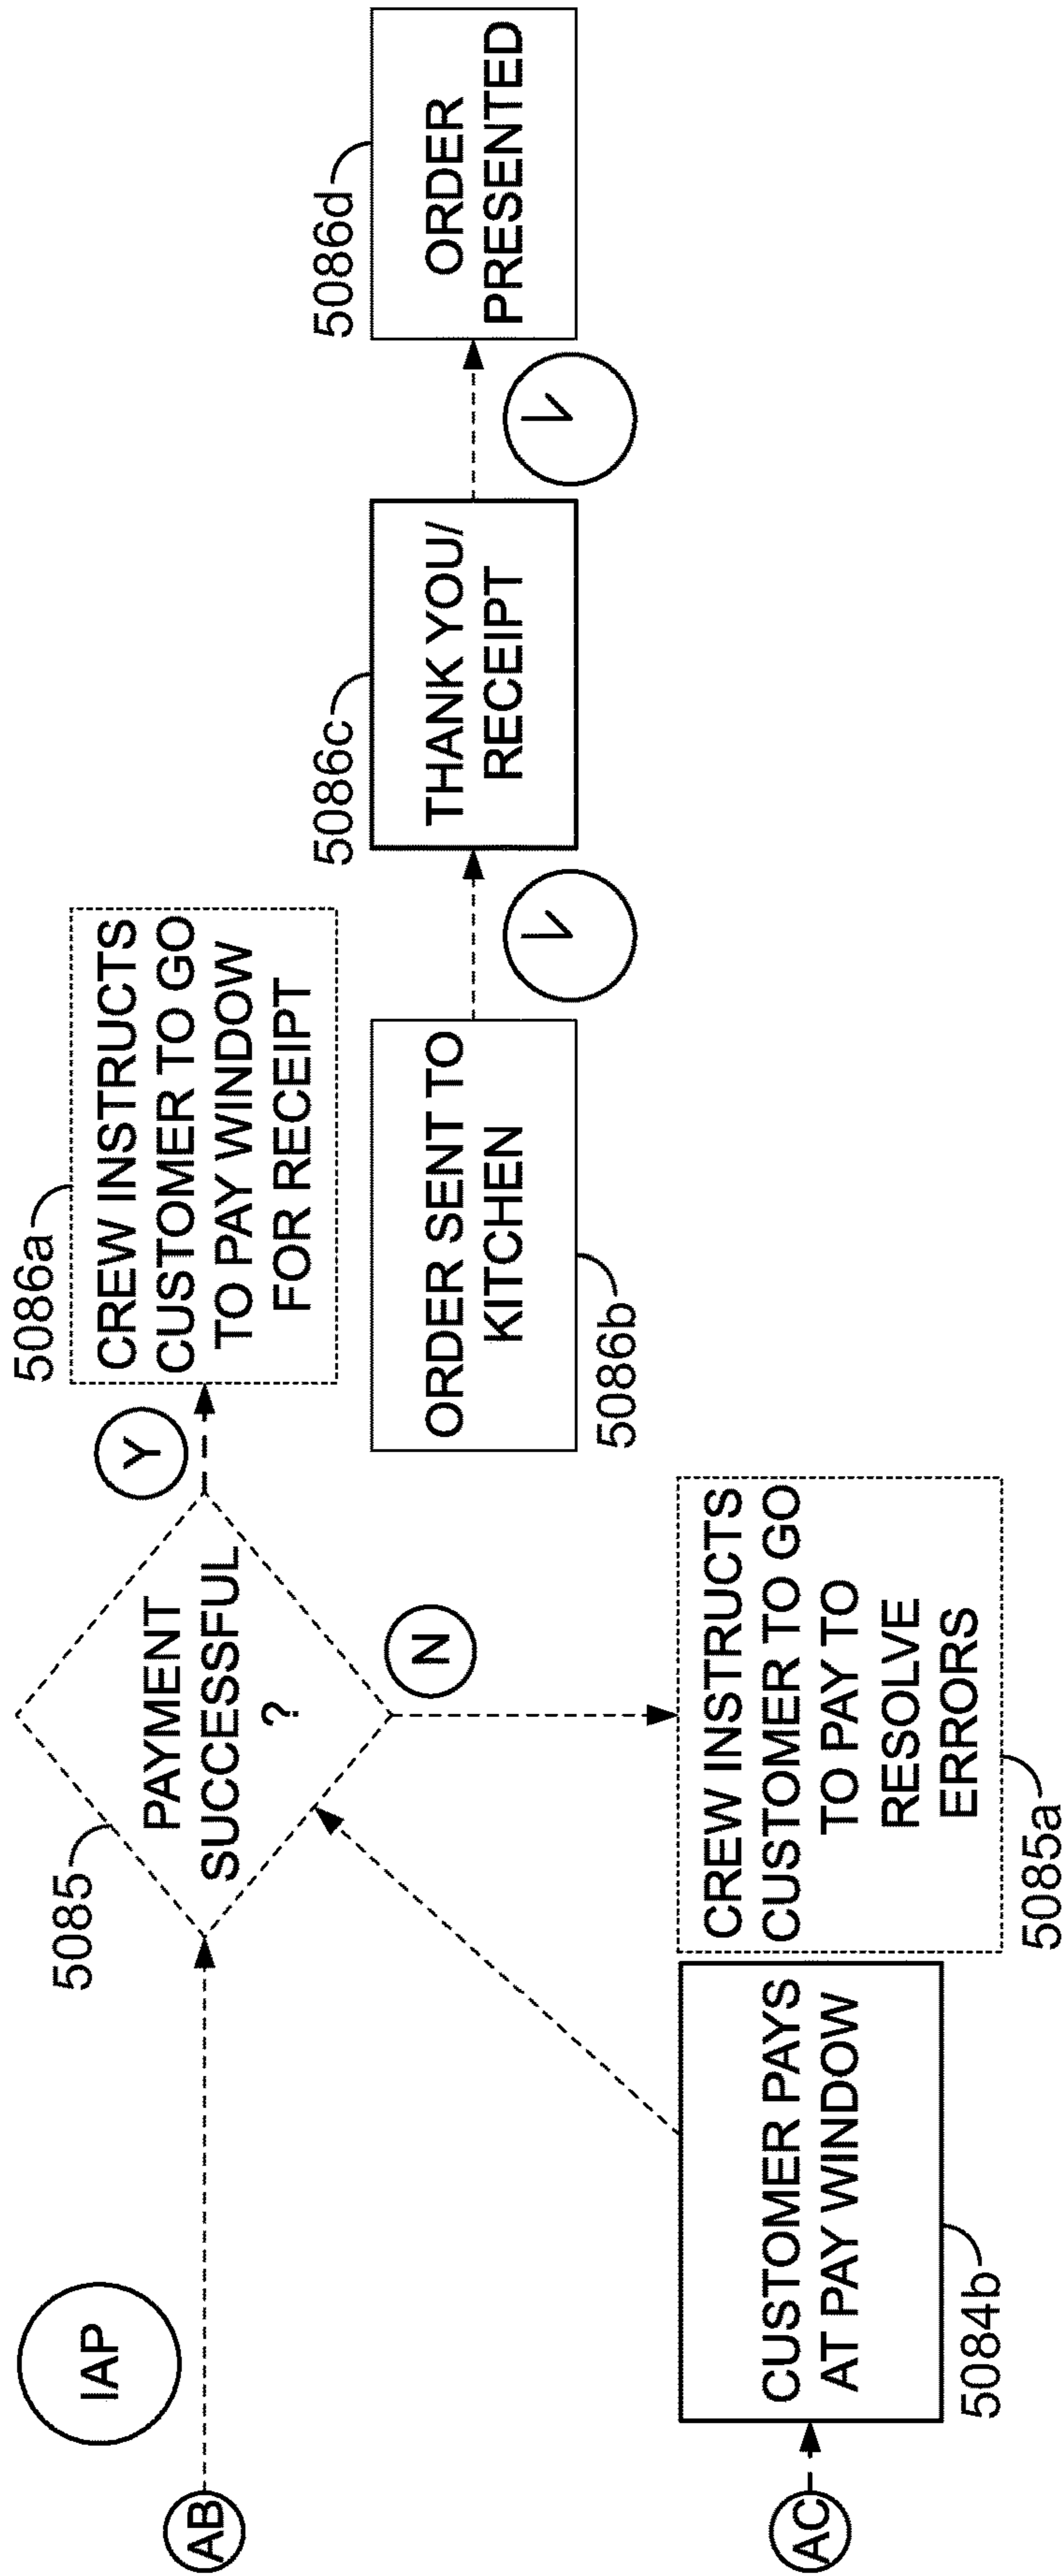 IAP
AB
5085
PAYMENT
SUCCESSFUL
?
Y
N
5086a
CREW INSTRUCTS
CUSTOMER TO GO
TO PAY WINDOW
FOR RECEIPT
ORDER SENT TO
KITCHEN
5086b
5086c
THANK YOU/
RECEIPT
5086d
ORDER
PRESENTED
AC
CUSTOMER PAYS
AT PAY WINDOW
5084b
CREW INSTRUCTS
CUSTOMER TO GO
TO PAY TO
RESOLVE
ERRORS
5085a